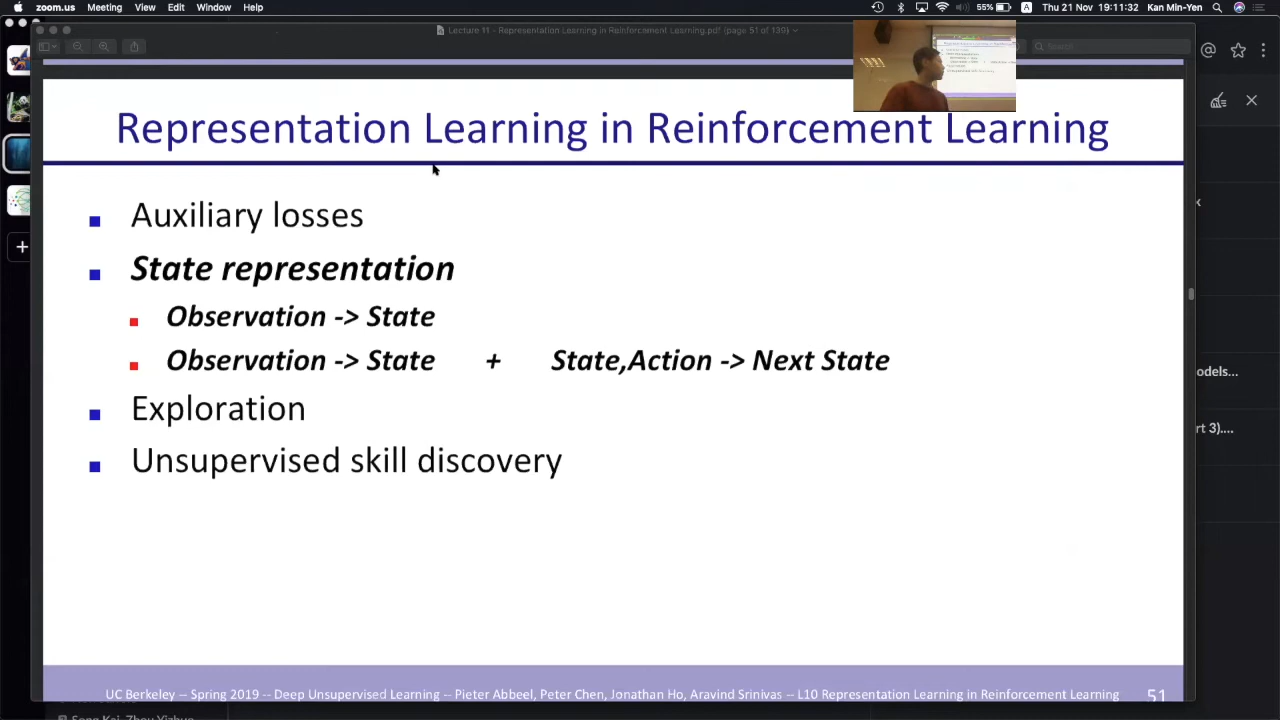 zoom.us Meeting View Edit Window Help 55% Thu 21 Nov 19:11:32 Kan Min-Yen
Lecture 11 - Representation Learning in Reinforcement Learning.pdf (page 51 of 139)
Search
Representation Learning in Reinforcement Learning
Auxiliary losses
State representation
Observation -> State
Observation -> State + State,Action -> Next State
odels...
Exploration
rt 3)....
Unsupervised skill discovery
UC Berkeley -- Spring 2019 -- Deep Unsupervised Learning -- Pieter Abbeel, Peter Chen, Jonathan Ho, Aravind Srinivas -- L10 Representation Learning in Reinforcement Learning
51